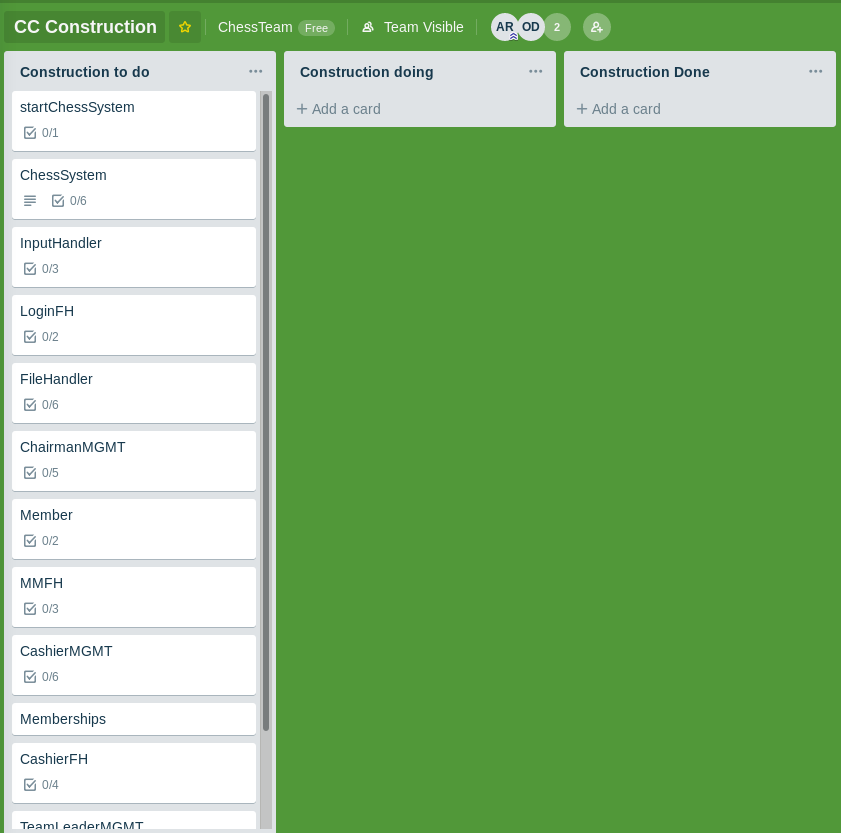 CC Construction ChessTeam Free Team Visible AR OD 2
Construction to do
startChessSystem
0/1
ChessSystem
0/6
InputHandler
0/3
LoginFH
0/2
FileHandler
0/6
ChairmanMGMT
0/5
Member
0/2
MMFH
0/3
CashierMGMT
0/6
Memberships
CashierFH
0/4
TeamLeaderMGMT
Construction doing
+ Add a card
Construction Done
+ Add a card